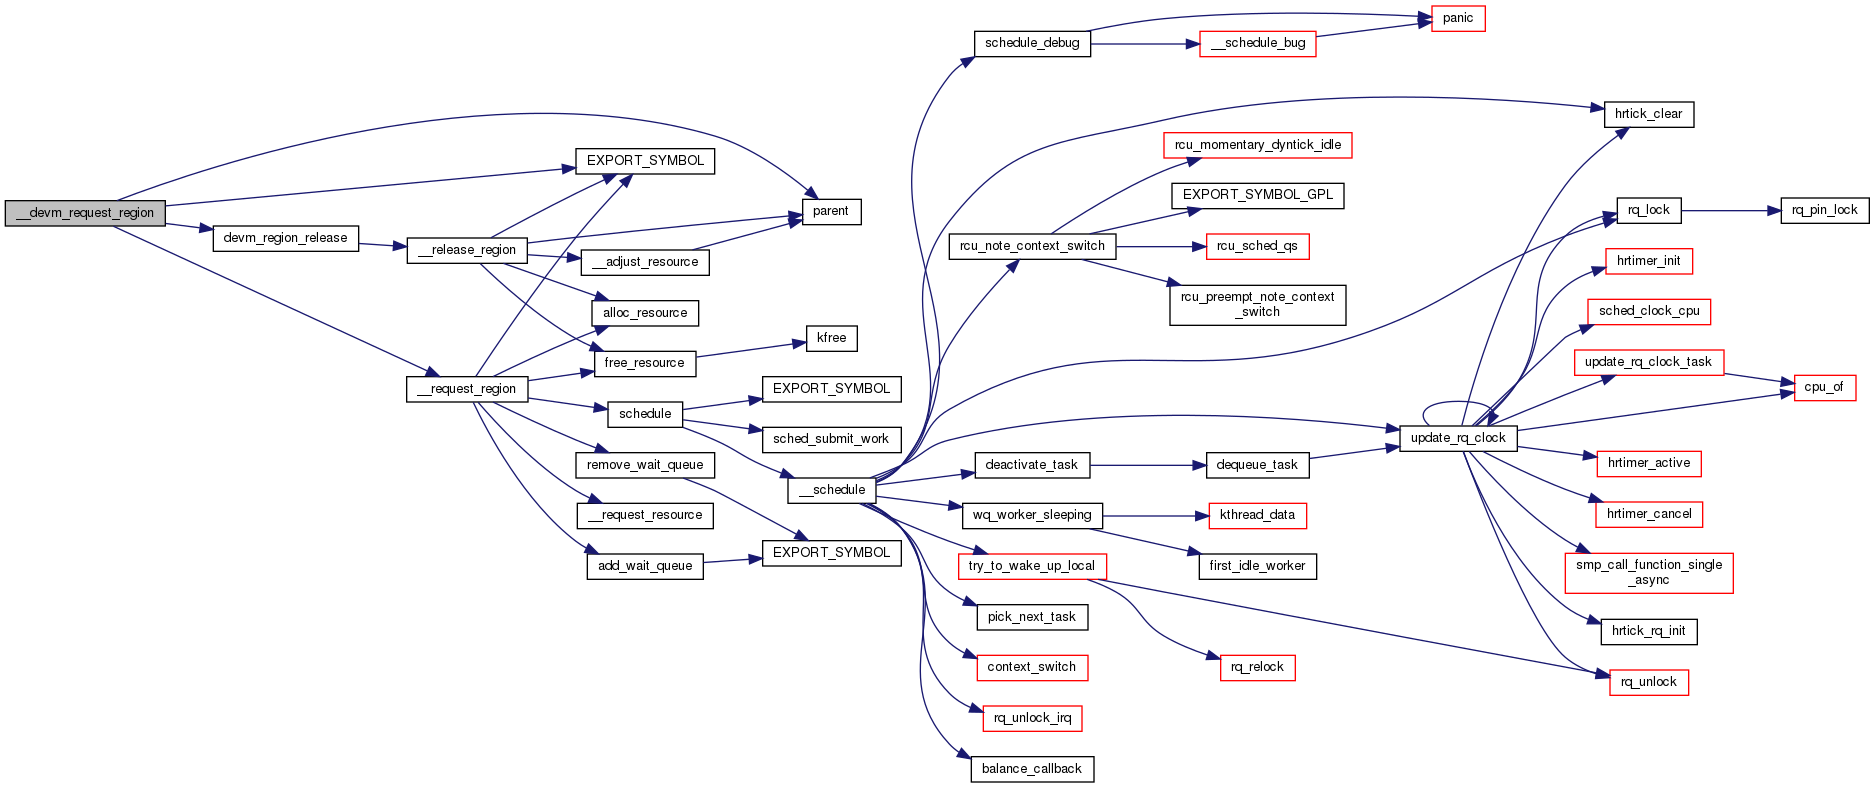 __devm_request_region
devm_region_release
__release_region
__request_region
EXPORT_SYMBOL
parent
__adjust_resource
alloc_resource
free_resource
kfree
schedule
EXPORT_SYMBOL
sched_submit_work
remove_wait_queue
__request_resource
add_wait_queue
EXPORT_SYMBOL
__schedule
schedule_debug
__schedule_bug
panic
rcu_note_context_switch
rcu_momentary_dyntick_idle
EXPORT_SYMBOL_GPL
rcu_sched_qs
rcu_preempt_note_context
_switch
deactivate_task
dequeue_task
wq_worker_sleeping
kthread_data
first_idle_worker
try_to_wake_up_local
pick_next_task
context_switch
rq_relock
rq_unlock_irq
balance_callback
update_rq_clock
hrtick_clear
rq_lock
rq_pin_lock
hrtimer_init
sched_clock_cpu
update_rq_clock_task
cpu_of
hrtimer_active
hrtimer_cancel
smp_call_function_single
_async
hrtick_rq_init
rq_unlock